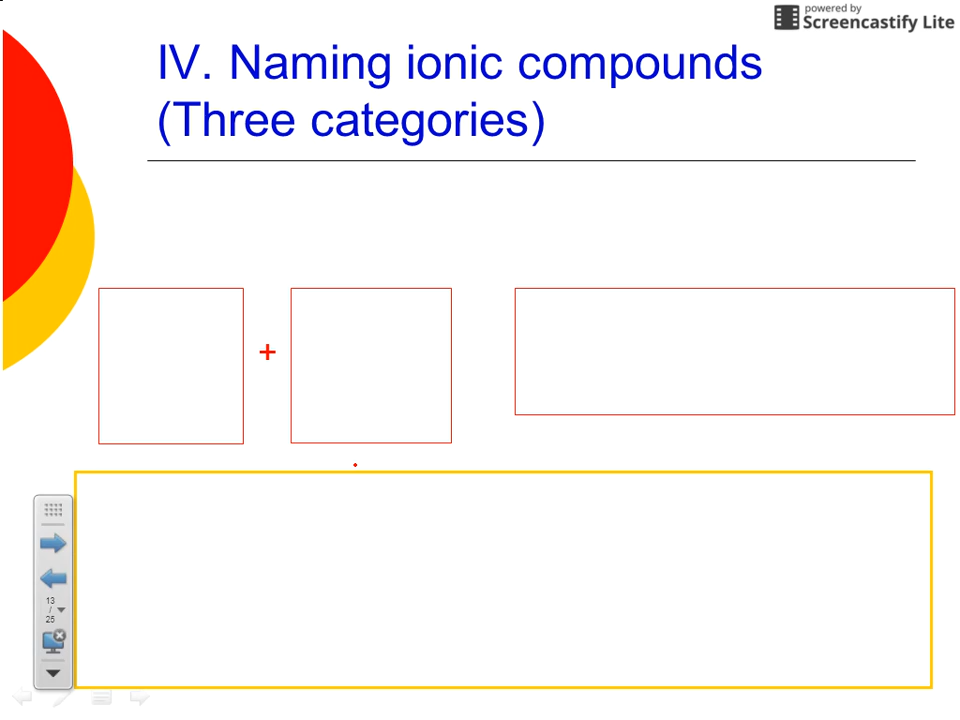 powered by
Screencastify Lite
IV. Naming ionic compounds
(Three categories)
+
13
/
25